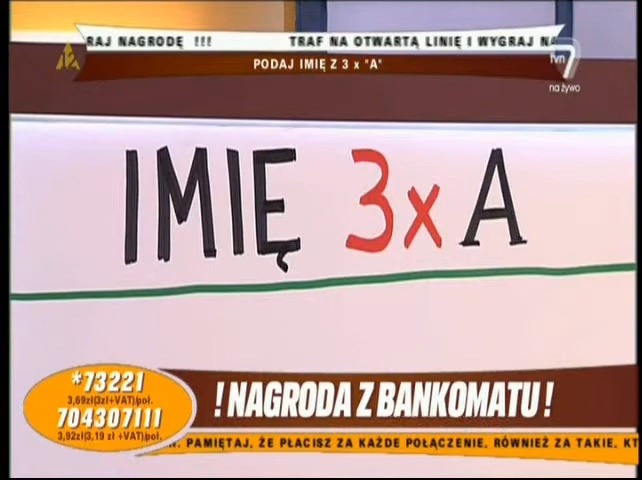 RAJ NAGRODĘ !!! TRAF NA OTWARTĄ LINIĘ I WYGRAJ
PODAJ IMIĘ Z 3 x "A"
12
tvn 7
na żywo
IMIĘ 3x A
*73221
3,69zł(3zł+VAT)/poł.
704307111
3,92zł(3,19 zł +VAT)/poł.
! NAGRODA Z BANKOMATU !
PAMIĘTAJ, ŻE PŁACISZ ZA KAŻDE POŁĄCZENIE, RÓWNIEŻ ZA TAKIE, KT